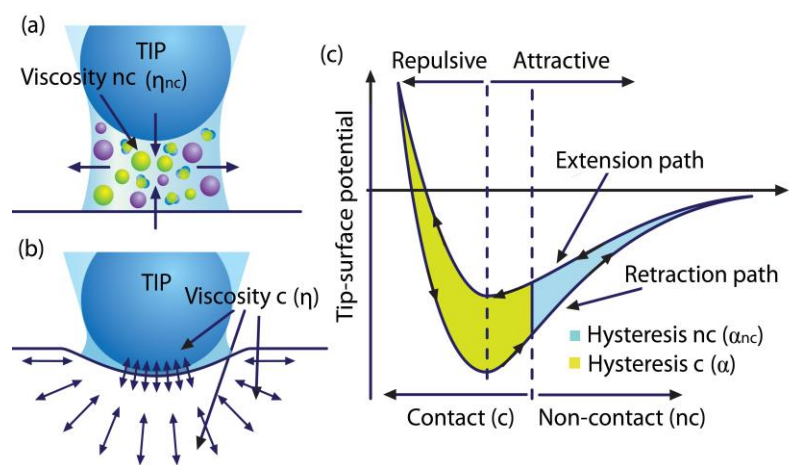 (a)
TIP
Viscosity nc (ηnc)
(b)
TIP
Viscosity c (η)
(c)
Repulsive
Attractive
Tip-surface potential
Extension path
Retraction path
Hysteresis nc (αnc)
Hysteresis c (α)
Contact (c)
Non-contact (nc)